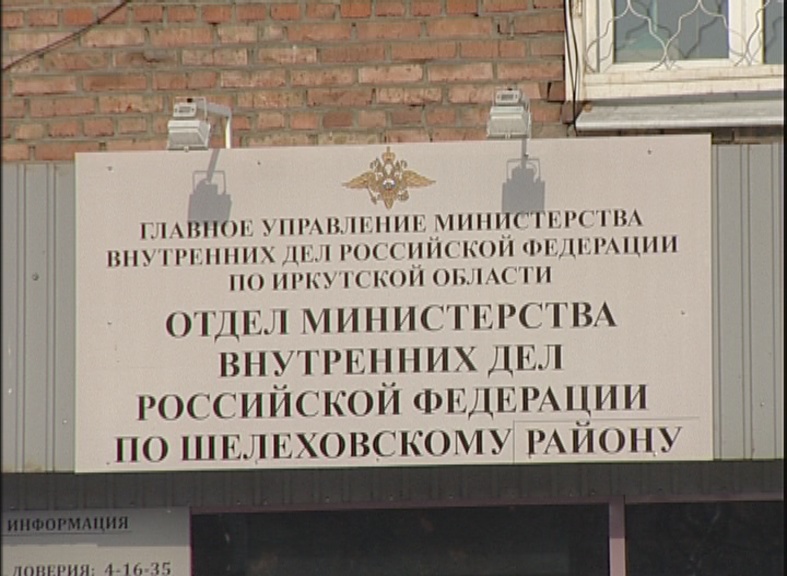 ГЛАВНОЕ УПРАВЛЕНИЕ МИНИСТЕРСТВА
ВНУТРЕННИХ ДЕЛ РОССИЙСКОЙ ФЕДЕРАЦИИ
ПО ИРКУТСКОЙ ОБЛАСТИ
ОТДЕЛ МИНИСТЕРСТВА
ВНУТРЕННИХ ДЕЛ
РОССИЙСКОЙ ФЕДЕРАЦИИ
ПО ШЕЛЕХОВСКОМУ РАЙОНУ
ИНФОРМАЦИЯ
ДОВЕРИЯ: 4-16-35